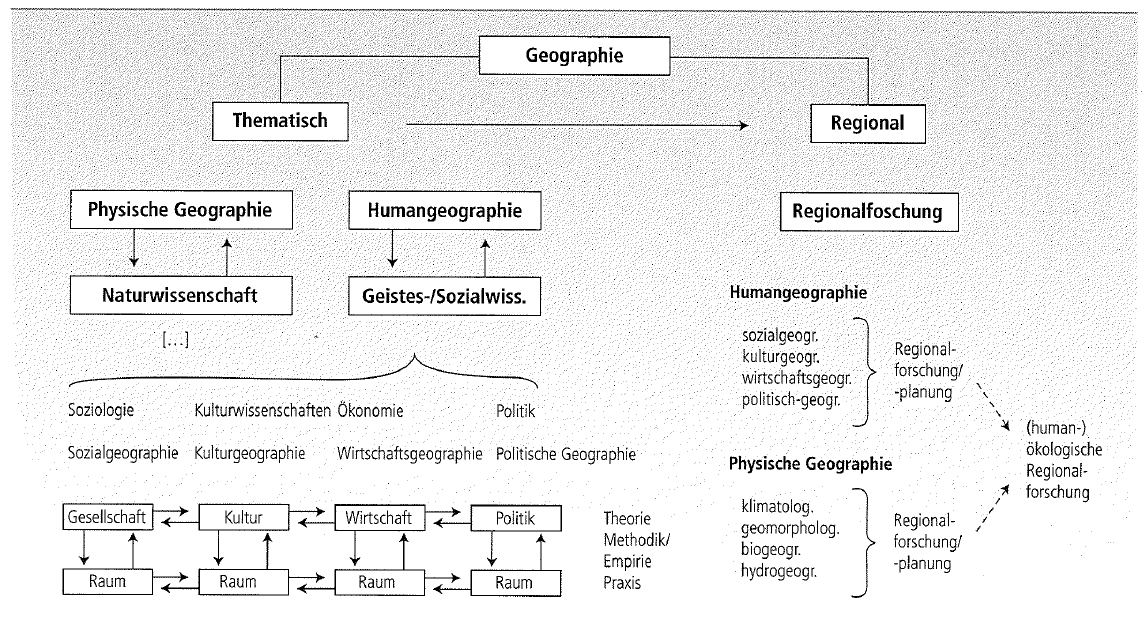 Geographie
Thematisch
Regional
Physische Geographie
Humangeographie
Regionalfoschung
Naturwissenschaft
Geistes-/Sozialwiss.
[...]
Soziologie Kulturwissenschaften Ökonomie Politik
Sozialgeographie Kulturgeographie Wirtschaftsgeographie Politische Geographie
Gesellschaft Kultur Wirtschaft Politik
Raum Raum Raum Raum
Theorie
Methodik/
Empirie
Praxis
Humangeographie
sozialgeogr.
kulturgeogr.
wirtschaftsgeogr.
politisch-geogr.
Regional-
forschung/
-planung
Physische Geographie
klimatolog.
geomorpholog.
biogeogr.
hydrogeogr.
Regional-
forschung/
-planung
(human-)
ökologische
Regional-
forschung